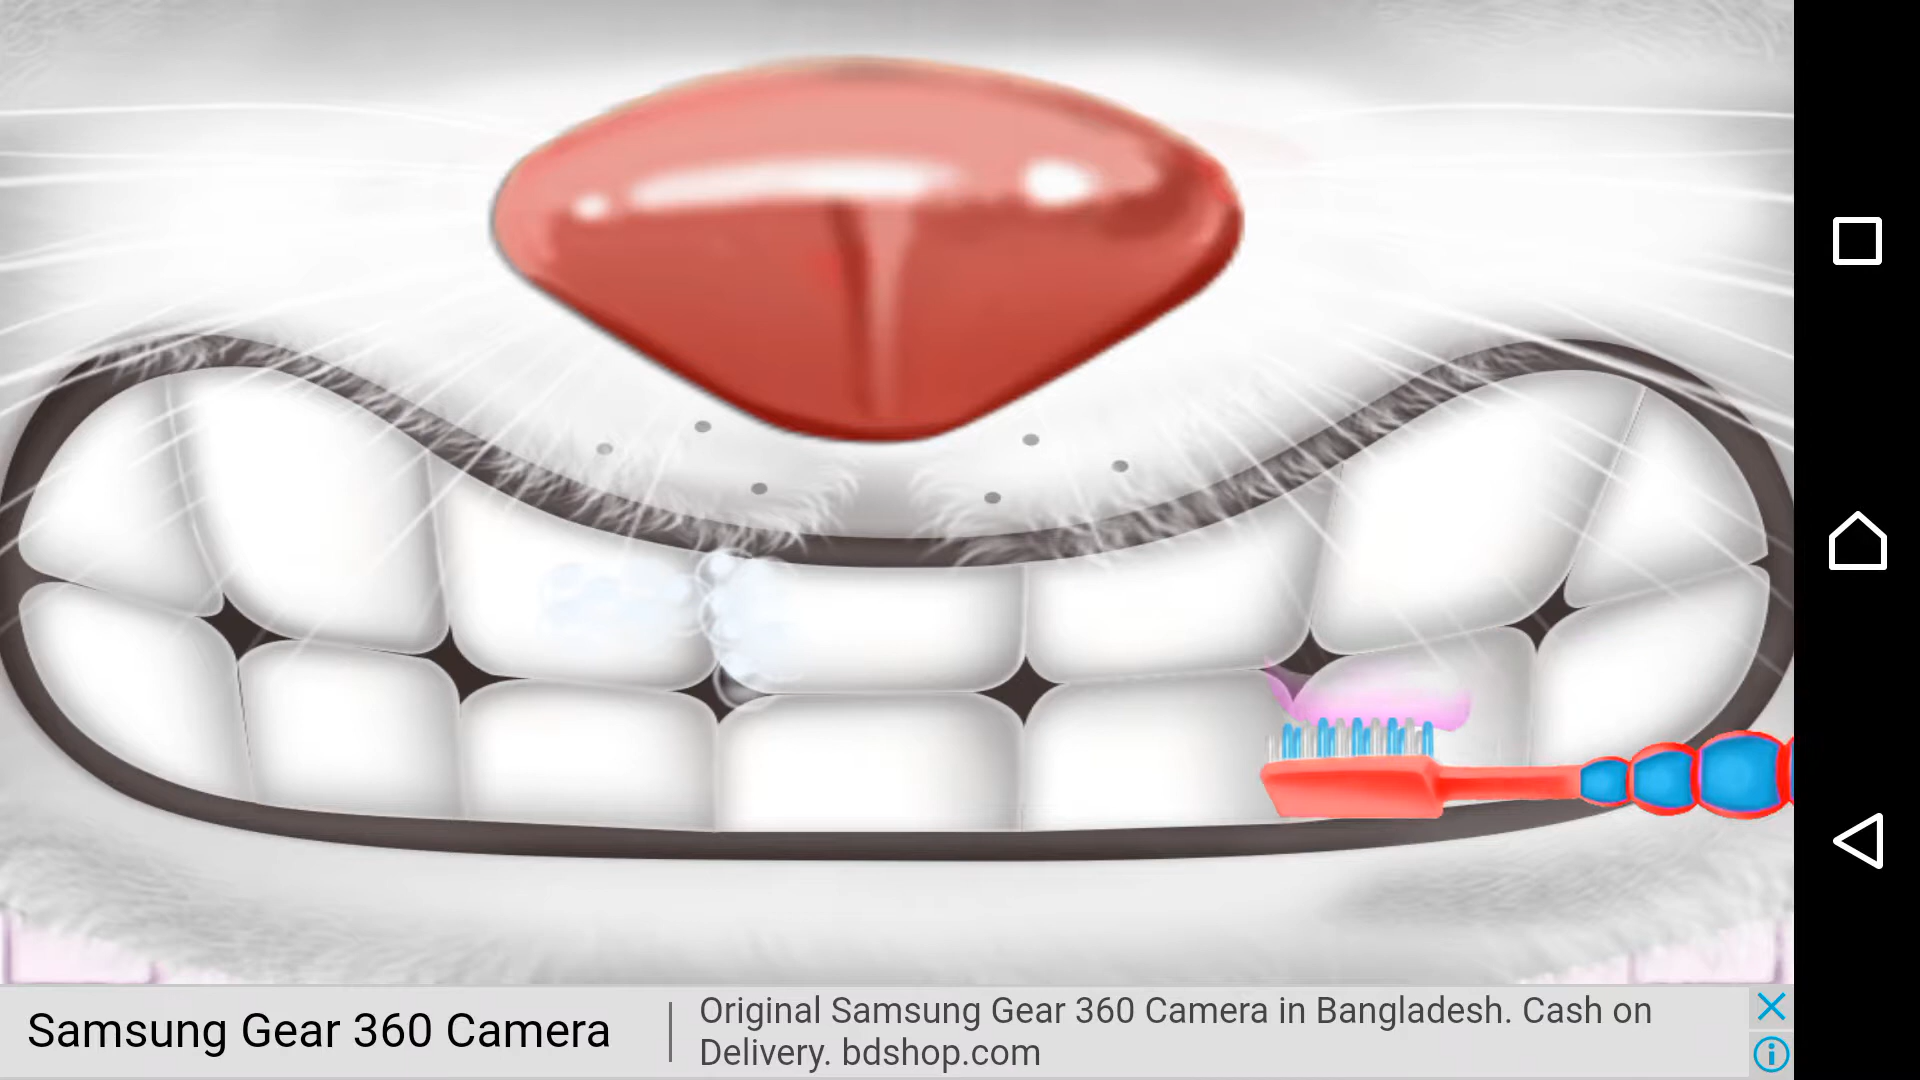 Samsung Gear 360 Camera
Original Samsung Gear 360 Camera in Bangladesh. Cash on
Delivery. bdshop.com